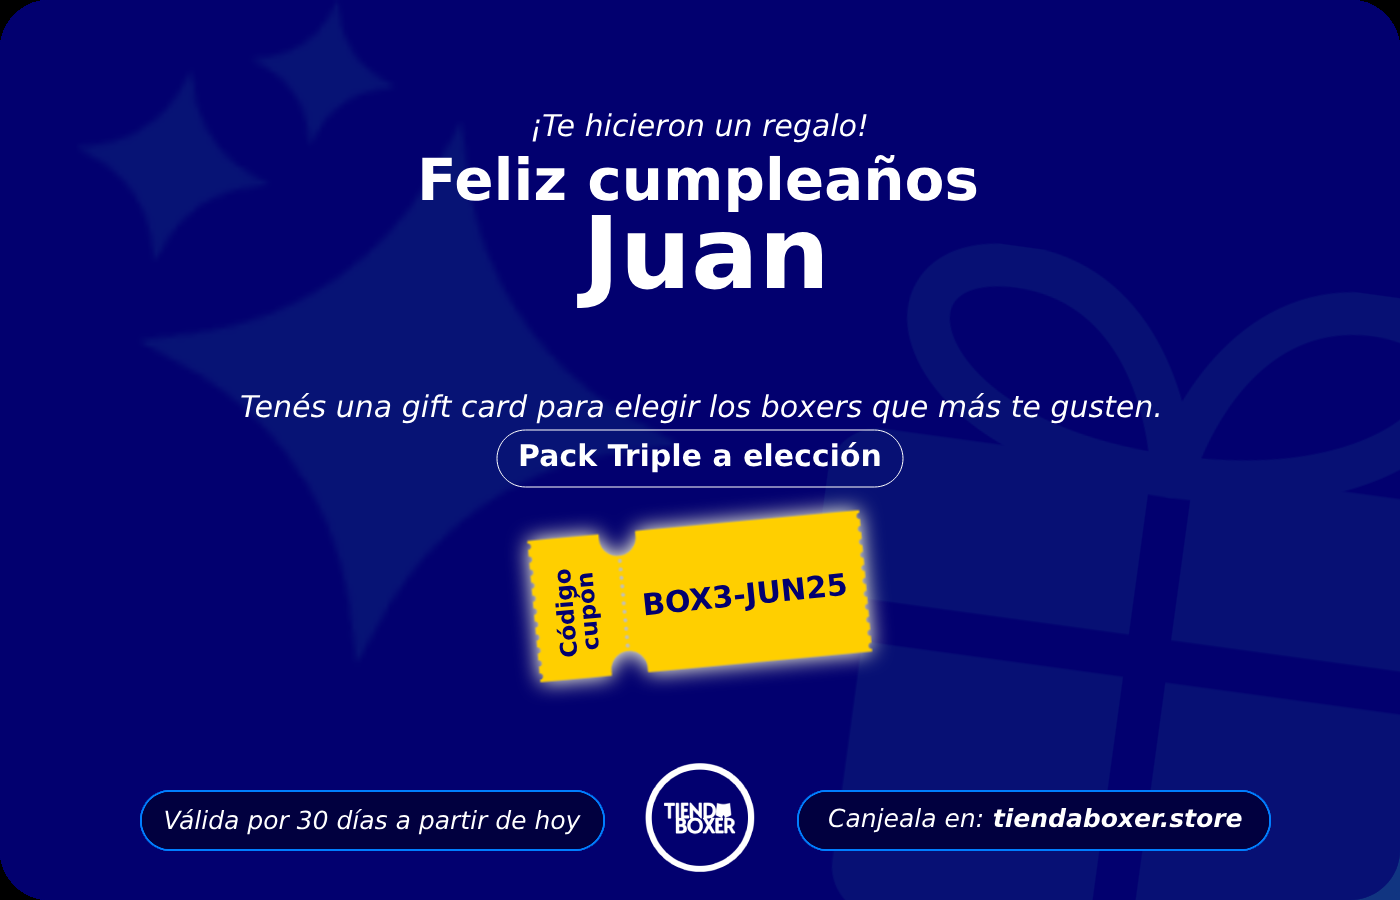 ¡Te hicieron un regalo!
Feliz cumpleaños
Juan
Tenés una gift card para elegir los boxers que más te gusten.
Pack Triple a elección
Código
cupón
BOX3-JUN25
Válida por 30 días a partir de hoy
TIENDA
BOXER
Canjeala en: tiendaboxer.store